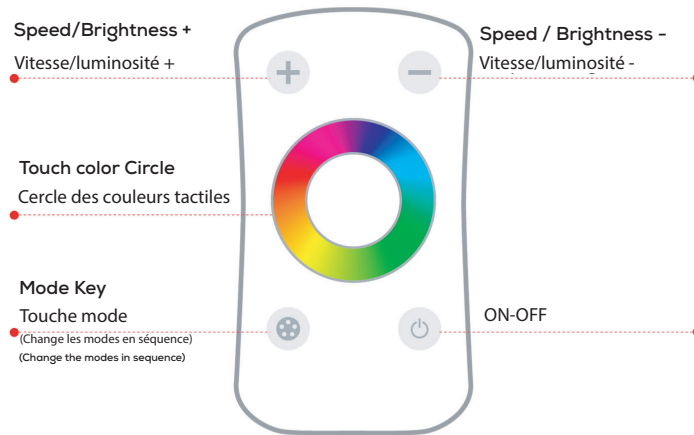 Speed/Brightness +
Vitesse/luminosité +
Speed / Brightness -
Vitesse/luminosité -
Touch color Circle
Cercle des couleurs tactiles
Mode Key
Touche mode
(Change les modes en séquence)
(Change the modes in sequence)
ON-OFF